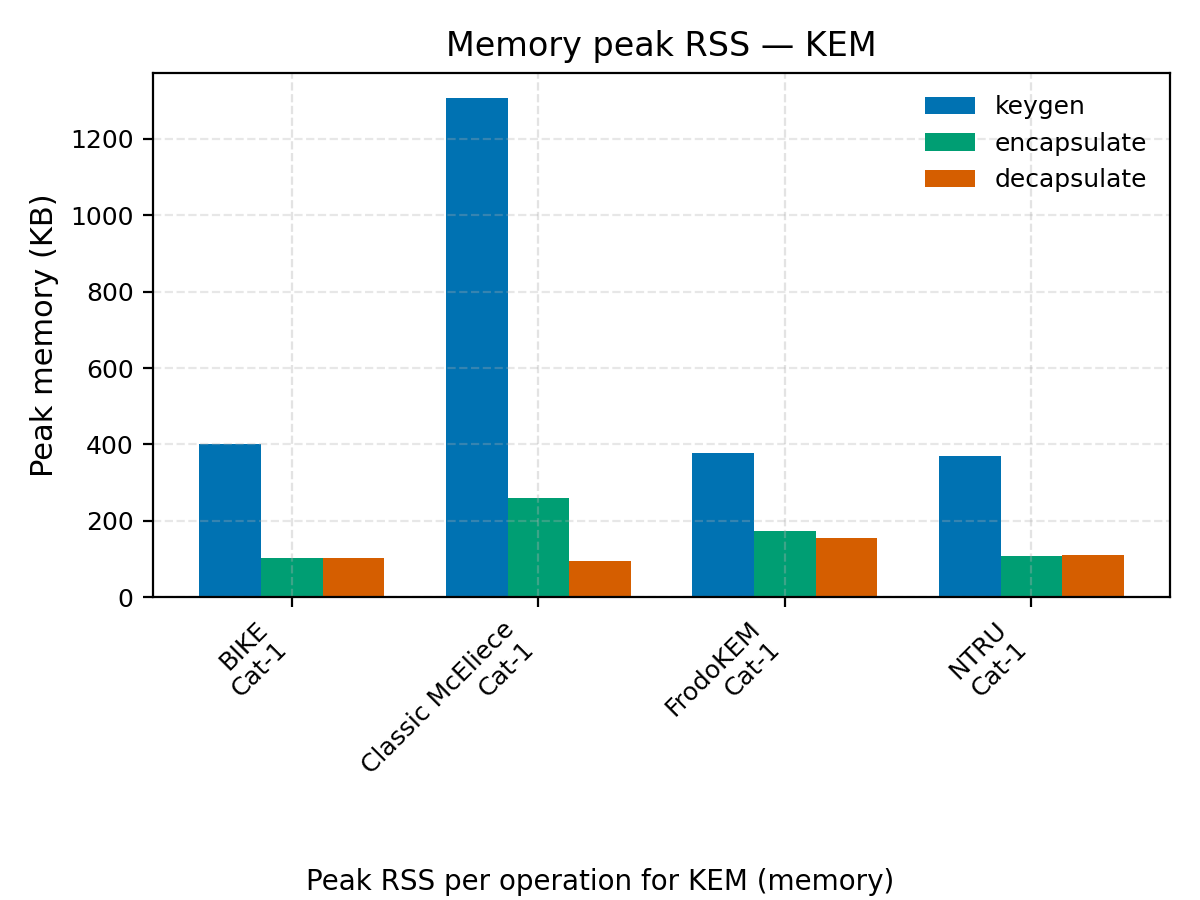 Memory peak RSS — KEM
Peak memory (KB)
1200
1000
800
600
400
200
0
keygen
encapsulate
decapsulate
BIKE
Cat-1
Classic McEliece
Cat-1
FrodoKEM
Cat-1
NTRU
Cat-1
Peak RSS per operation for KEM (memory)